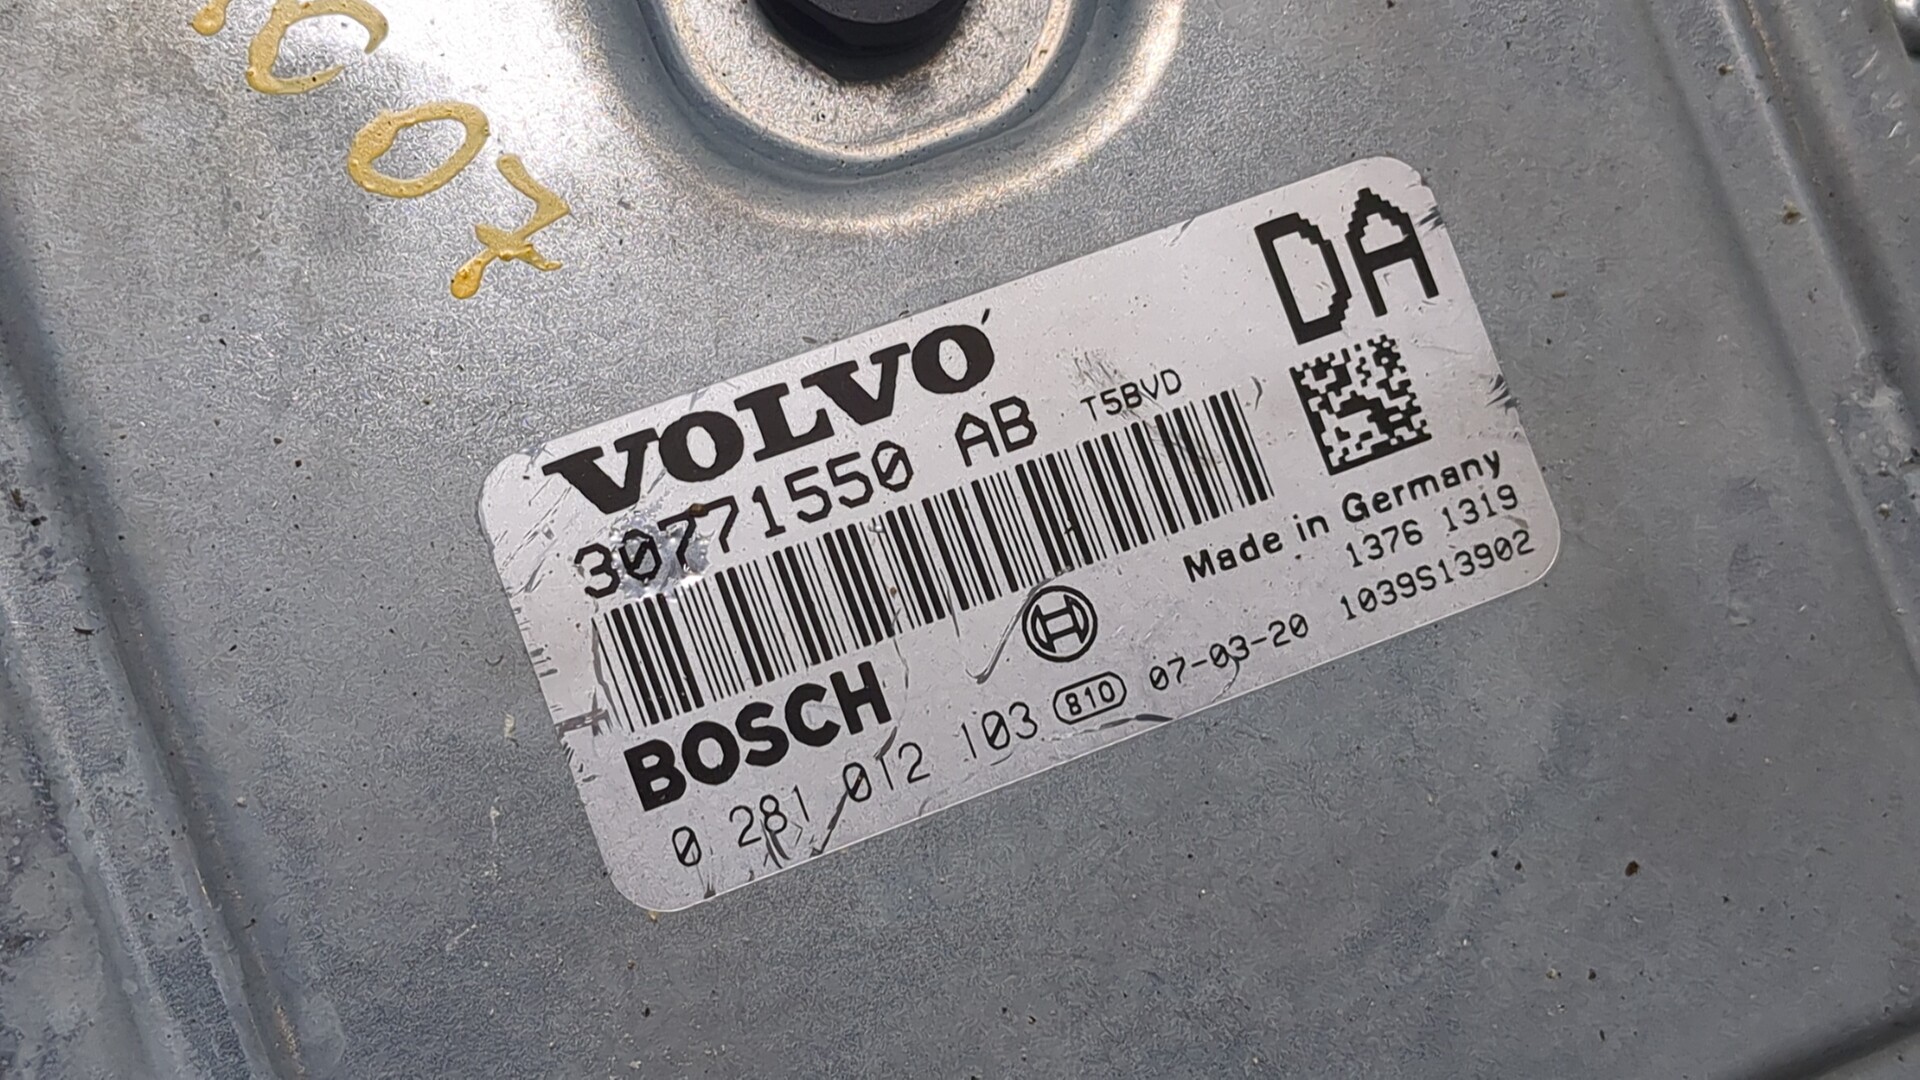 C07
VOLVO
DA
30771550 AB T5BVD
Made in Germany
1376 1319
BOSCH
0 281 012 103 810 07-03-20 1039S13902